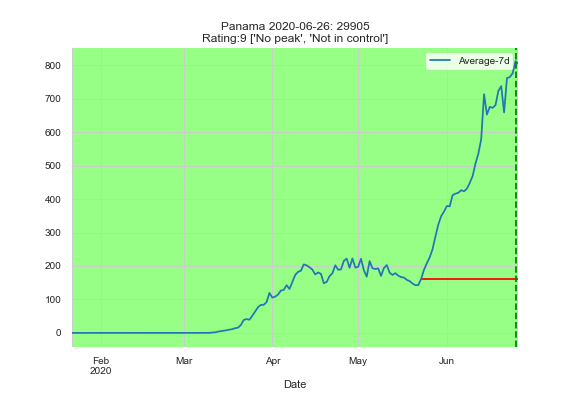 Panama 2020-06-26: 29905
Rating:9 ['No peak', 'Not in control']
Average-7d
800
700
600
500
400
300
200
100
0
Feb
2020
Mar
Apr
May
Jun
Date